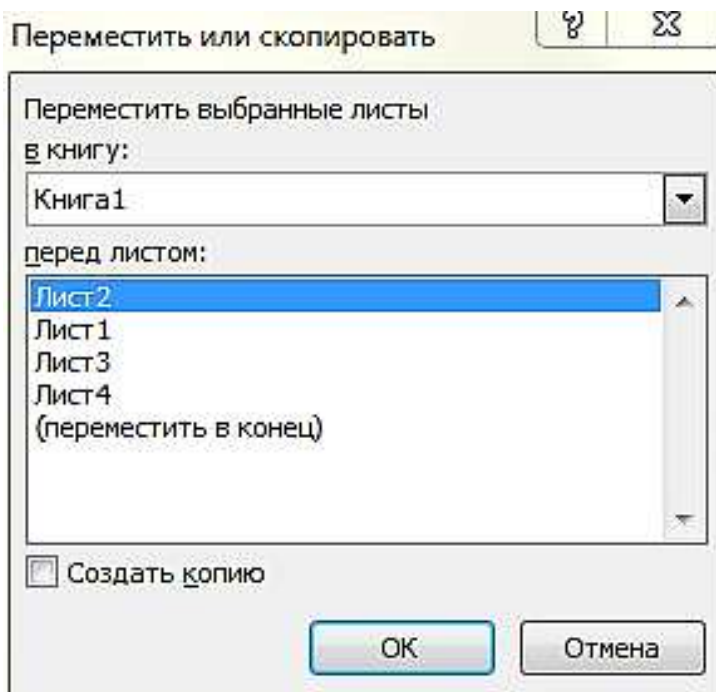 Переместить или скопировать
Переместить выбранные листы
в книгу:
Книга1
перед листом:
Лист2
Лист1
Лист3
Лист4
(переместить в конец)
Создать копию
ОК
Отмена